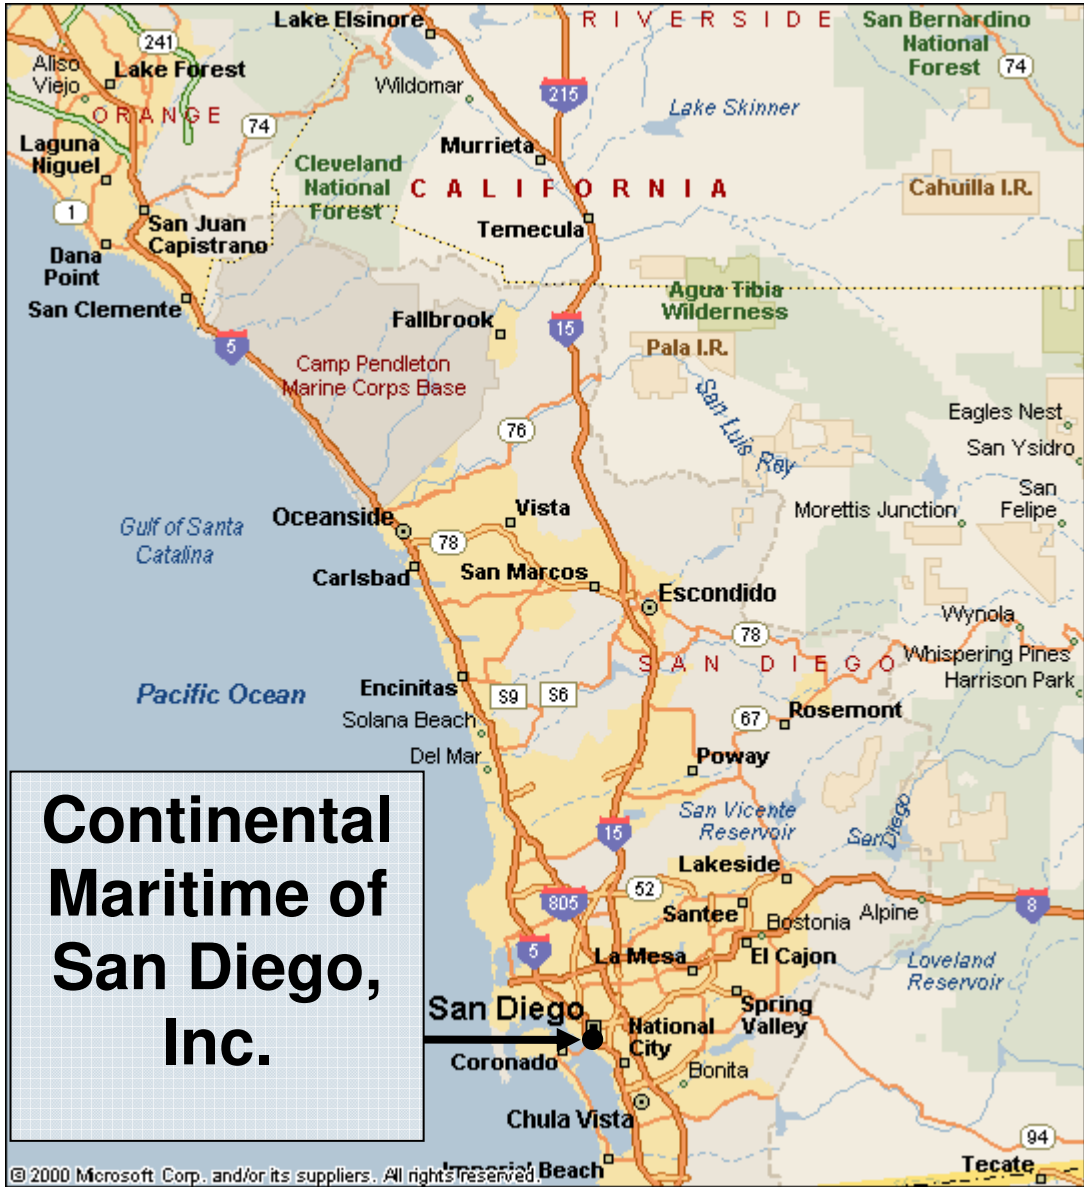 Lake Elsinore
RIVERSIDE
San Bernardino
National
Forest
74
241
Aliso
Viejo
Lake Forest
Wildomar
215
Lake Skinner
ORANGE
74
Laguna
Niguel
Murrieta
Cleveland
National
Forest
CALIFORNIA
Cahuilla I.R.
1
San Juan
Capistrano
Temecula
Dana
Point
San Clemente
Agua Tibia
Wilderness
Fallbrook
15
5
Pala I.R.
Camp Pendleton
Marine Corps Base
San Luis Rey
Eagles Nest
76
San Ysidro
San
Felipe
Morettis Junction
Gulf of Santa
Catalina
Oceanside
Vista
78
Carlsbad
San Marcos
Escondido
Wynola
78
SAN DIEGO
Whispering Pines
Harrison Park
Pacific Ocean
Encinitas
S9
S6
Solana Beach
67
Rosemont
Del Mar
Poway
Continental
Maritime of
San Diego,
Inc.
San Vicente
Reservoir
San Diego
15
Lakeside
52
805
Santee
Alpine
8
Bostonia
5
La Mesa
El Cajon
Loveland
Reservoir
San Diego
Spring
Valley
National
City
Coronado
Bonita
Chula Vista
94
Imperial Beach
Tecate
© 2000 Microsoft Corp. and/or its suppliers. All rights reserved.